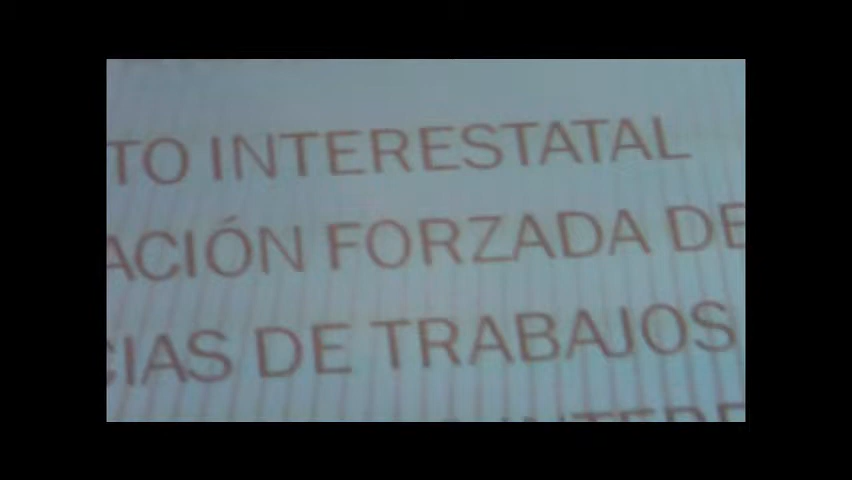 TO INTERESTATAL
ACIÓN FORZADA DE
CIAS DE TRABAJOS